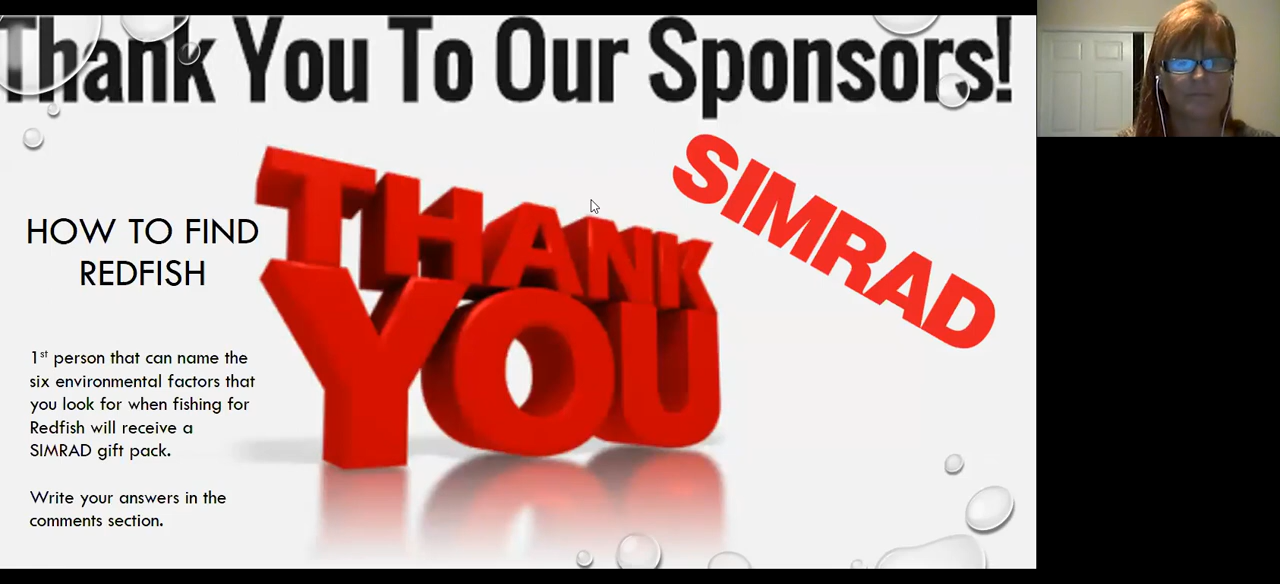 Thank You To Our Sponsors!
SIMRAD
THANK
YOU
HOW TO FIND
REDFISH
1st person that can name the
six environmental factors that
you look for when fishing for
Redfish will receive a
SIMRAD gift pack.
Write your answers in the
comments section.